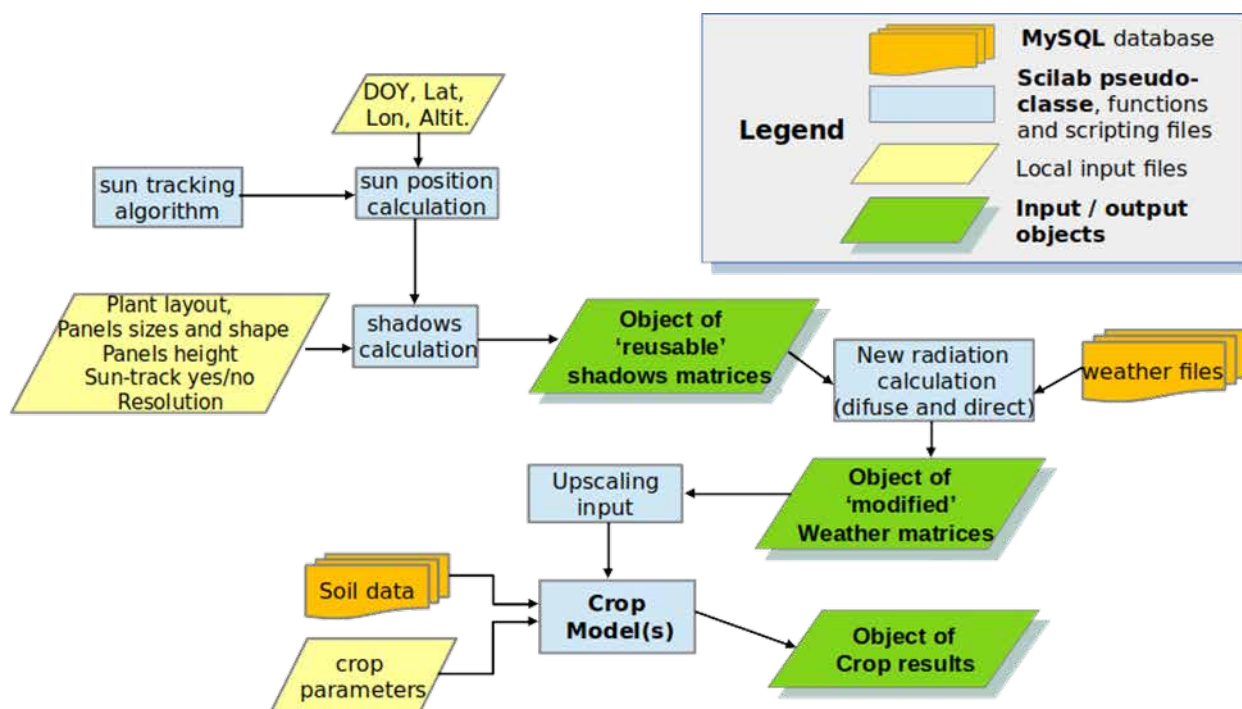 DOY, Lat,
Lon, Altit.
sun tracking
algorithm
sun position
calculation
Plant layout,
Panels sizes and shape
Panels height
Sun-track yes/no
Resolution
shadows
calculation
Object of
‘reusable’
shadows matrices
New radiation
calculation
(difuse and direct)
weather files
Upscaling
input
Object of
‘modified’
Weather matrices
Soil data
crop
parameters
Crop
Model(s)
Object of
Crop results
Legend
MySQL database
Scilab pseudo-
classe, functions
and scripting files
Local input files
Input / output
objects